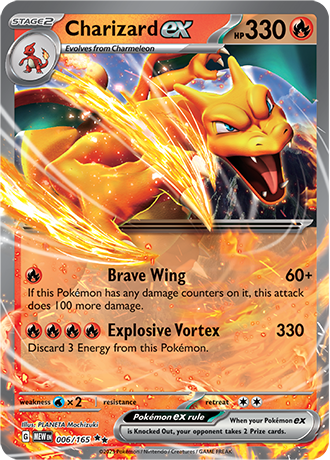 STAGE2 Charizard ex HP 330
Evolves from Charmeleon
Brave Wing 60+
If this Pokémon has any damage counters on it, this attack
does 100 more damage.
Explosive Vortex 330
Discard 3 Energy from this Pokémon.
weakness ×2 resistance retreat
Illus. PLANETA Mochizuki
G MEW EN 006/165
Pokémon ex rule
When your Pokémon ex
is Knocked Out, your opponent takes 2 Prize cards.
©2023 Pokémon / Nintendo / Creatures / GAME FREAK